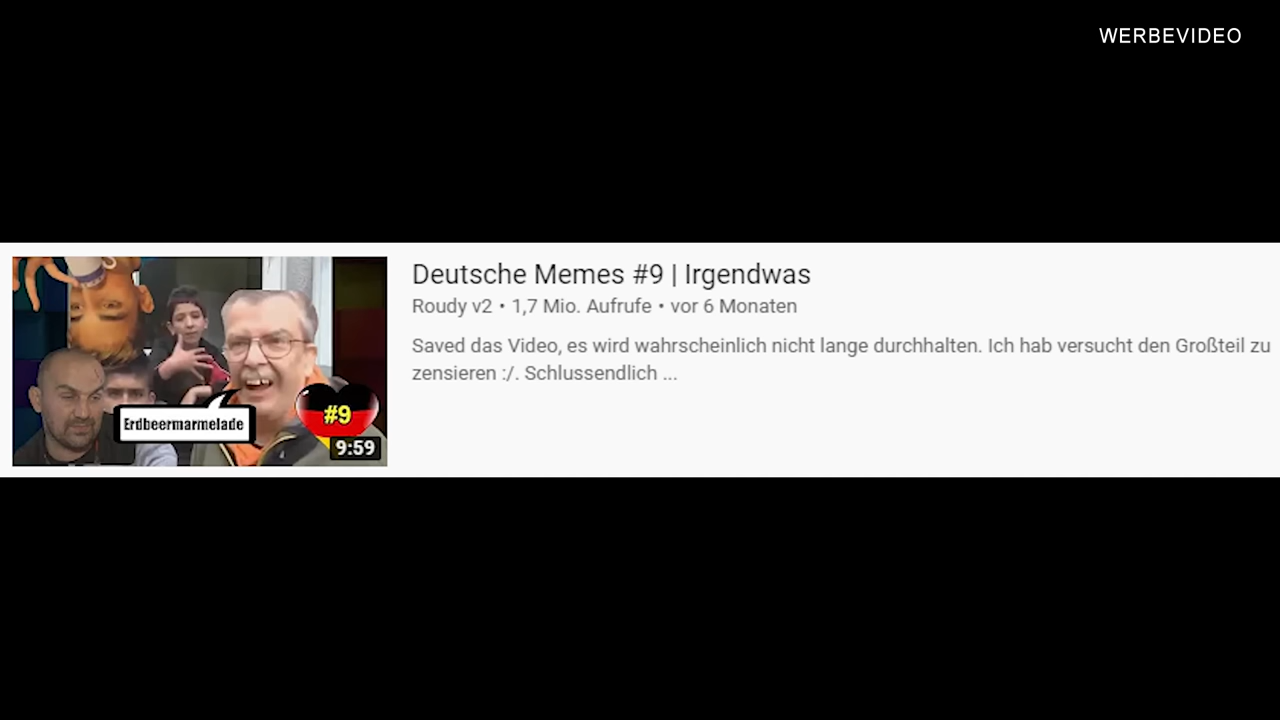 WERBEVIDEO
Deutsche Memes #9 | Irgendwas
Roudy v2 • 1,7 Mio. Aufrufe • vor 6 Monaten
Saved das Video, es wird wahrscheinlich nicht lange durchhalten. Ich hab versucht den Großteil zu
zensieren :/. Schlussendlich ...
Erdbeermarmelade
#9
9:59